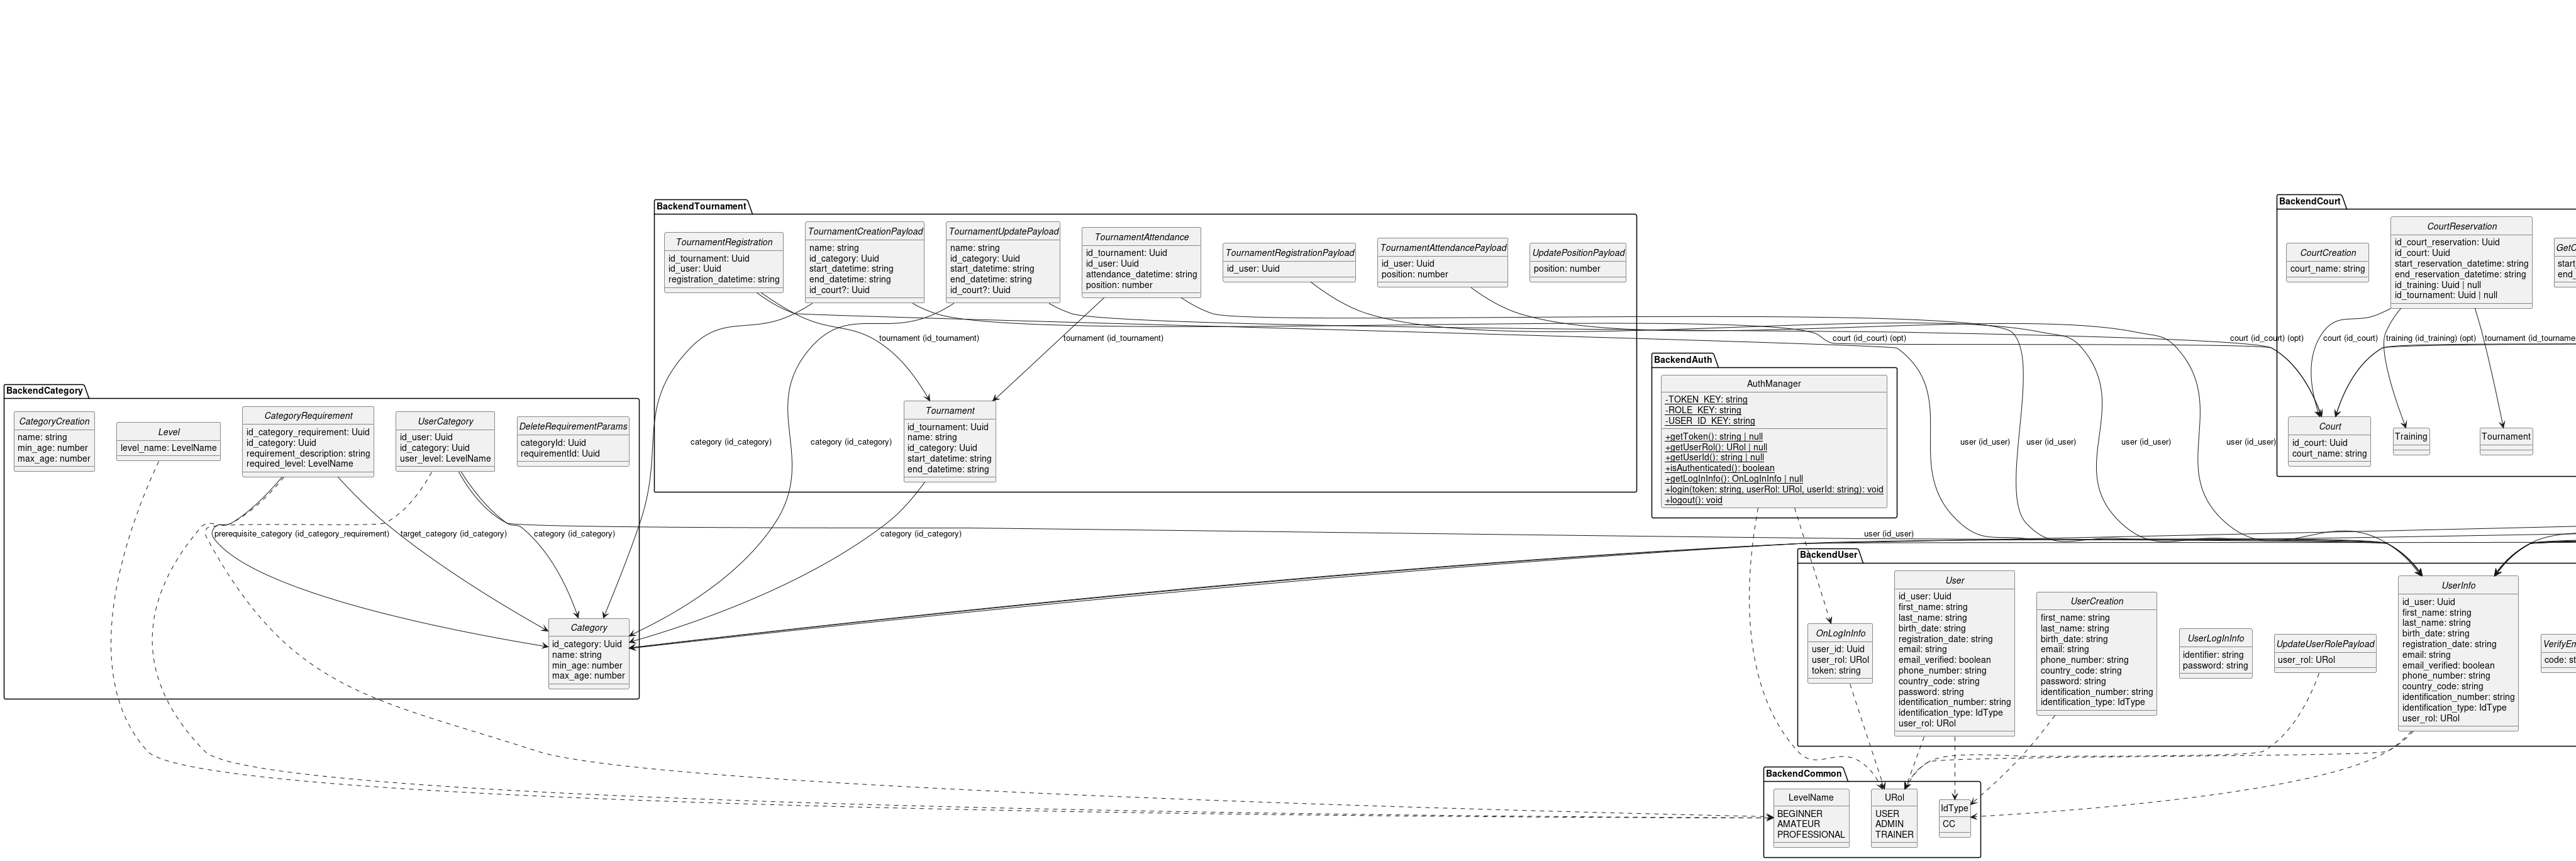 BackendTournament
TournamentRegistration
id_tournament: Uuid
id_user: Uuid
registration_datetime: string
TournamentCreationPayload
name: string
id_category: Uuid
start_datetime: string
end_datetime: string
id_court?: Uuid
TournamentUpdatePayload
name: string
id_category: Uuid
start_datetime: string
end_datetime: string
id_court?: Uuid
TournamentAttendance
id_tournament: Uuid
id_user: Uuid
attendance_datetime: string
position: number
TournamentRegistrationPayload
id_user: Uuid
TournamentAttendancePayload
id_user: Uuid
position: number
UpdatePositionPayload
position: number
tournament (id_tournament)
tournament (id_tournament)
Tournament
id_tournament: Uuid
name: string
id_category: Uuid
start_datetime: string
end_datetime: string
category (id_category)
category (id_category)
category (id_category)
BackendCourt
CourtCreation
court_name: string
CourtReservation
id_court_reservation: Uuid
id_court: Uuid
start_reservation_datetime: string
end_reservation_datetime: string
id_training: Uuid | null
id_tournament: Uuid | null
court (id_court) (opt)
court (id_court) (opt)
court (id_court)
training (id_training) (opt)
Court
id_court: Uuid
court_name: string
Training
Tournament
BackendAuth
AuthManager
-TOKEN_KEY: string
-ROLE_KEY: string
-USER_ID_KEY: string
+getToken(): string | null
+getUserRol(): URol | null
+getUserId(): string | null
+isAuthenticated(): boolean
+getLogInInfo(): OnLogInInfo | null
+login(token: string, userRol: URol, userId: string): void
+logout(): void
user (id_user)
user (id_user)
user (id_user)
user (id_user)
user (id_user)
BackendCategory
CategoryCreation
name: string
min_age: number
max_age: number
Level
level_name: LevelName
CategoryRequirement
id_category_requirement: Uuid
id_category: Uuid
requirement_description: string
required_level: LevelName
UserCategory
id_user: Uuid
id_category: Uuid
user_level: LevelName
DeleteRequirementParams
categoryId: Uuid
requirementId: Uuid
prerequisite_category (id_category_requirement)
target_category (id_category)
category (id_category)
Category
id_category: Uuid
name: string
min_age: number
max_age: number
BackendUser
OnLogInInfo
user_id: Uuid
user_rol: URol
token: string
User
id_user: Uuid
first_name: string
last_name: string
birth_date: string
registration_date: string
email: string
email_verified: boolean
phone_number: string
country_code: string
password: string
identification_number: string
identification_type: IdType
user_rol: URol
UserCreation
first_name: string
last_name: string
birth_date: string
email: string
phone_number: string
country_code: string
password: string
identification_number: string
identification_type: IdType
UserLogInInfo
identifier: string
password: string
UpdateUserRolePayload
user_rol: URol
UserInfo
id_user: Uuid
first_name: string
last_name: string
birth_date: string
registration_date: string
email: string
email_verified: boolean
phone_number: string
country_code: string
identification_number: string
identification_type: IdType
user_rol: URol
BackendCommon
LevelName
BEGINNER
AMATEUR
PROFESSIONAL
URol
USER
ADMIN
TRAINER
IdType
CC